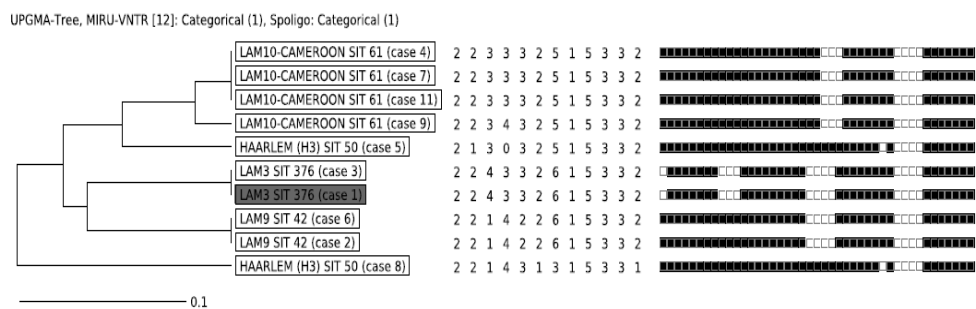 UPGMA-Tree, MIRU-VNTR [12]: Categorical (1), Spoligo: Categorical (1)
LAM10-CAMEROON SIT 61 (case 4) 2 2 3 3 3 2 5 1 5 3 3 2
LAM10-CAMEROON SIT 61 (case 7) 2 2 3 3 3 2 5 1 5 3 3 2
LAM10-CAMEROON SIT 61 (case 11) 2 2 3 3 3 2 5 1 5 3 3 2
LAM10-CAMEROON SIT 61 (case 9) 2 2 3 4 3 2 5 1 5 3 3 2
HAARLEM (H3) SIT 50 (case 5) 2 1 3 0 3 2 5 1 5 3 3 2
LAM3 SIT 376 (case 3) 2 2 4 3 3 2 6 1 5 3 3 2
LAM3 SIT 376 (case 1) 2 2 4 3 3 2 6 1 5 3 3 2
LAM9 SIT 42 (case 6) 2 2 1 4 2 2 6 1 5 3 3 2
LAM9 SIT 42 (case 2) 2 2 1 4 2 2 6 1 5 3 3 2
HAARLEM (H3) SIT 50 (case 8) 2 2 1 4 3 1 3 1 5 3 3 1
0.1